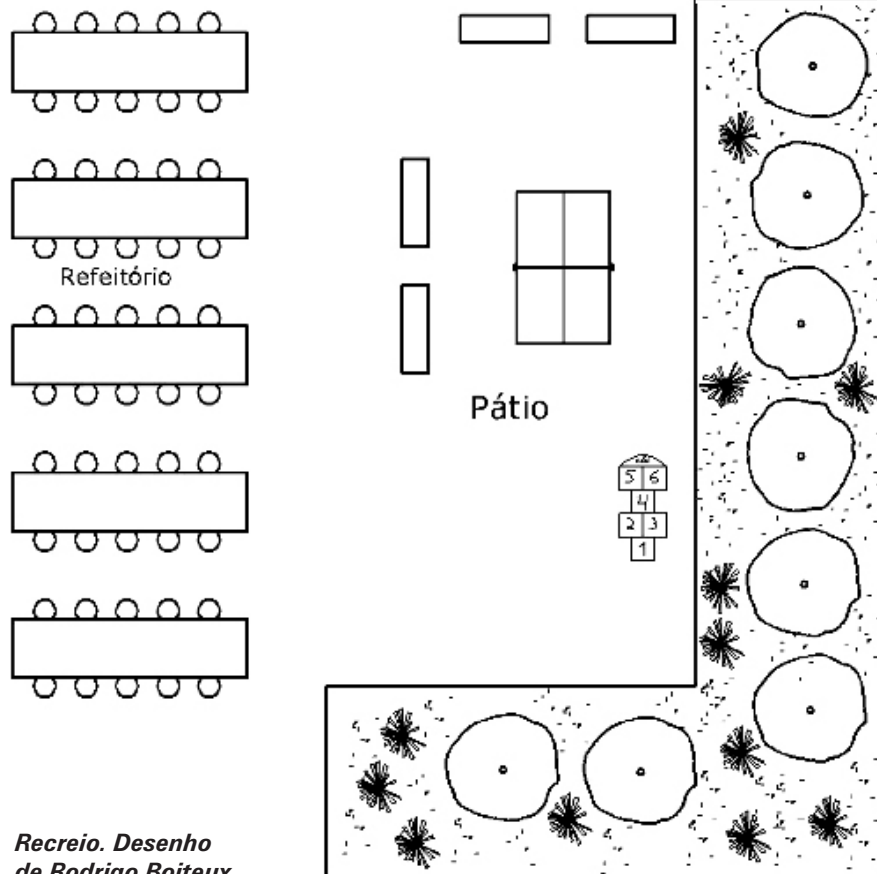 Refeitório
Pátio
5 6
4
2 3
1
Recreio. Desenho
de Rodrigo Boiteux